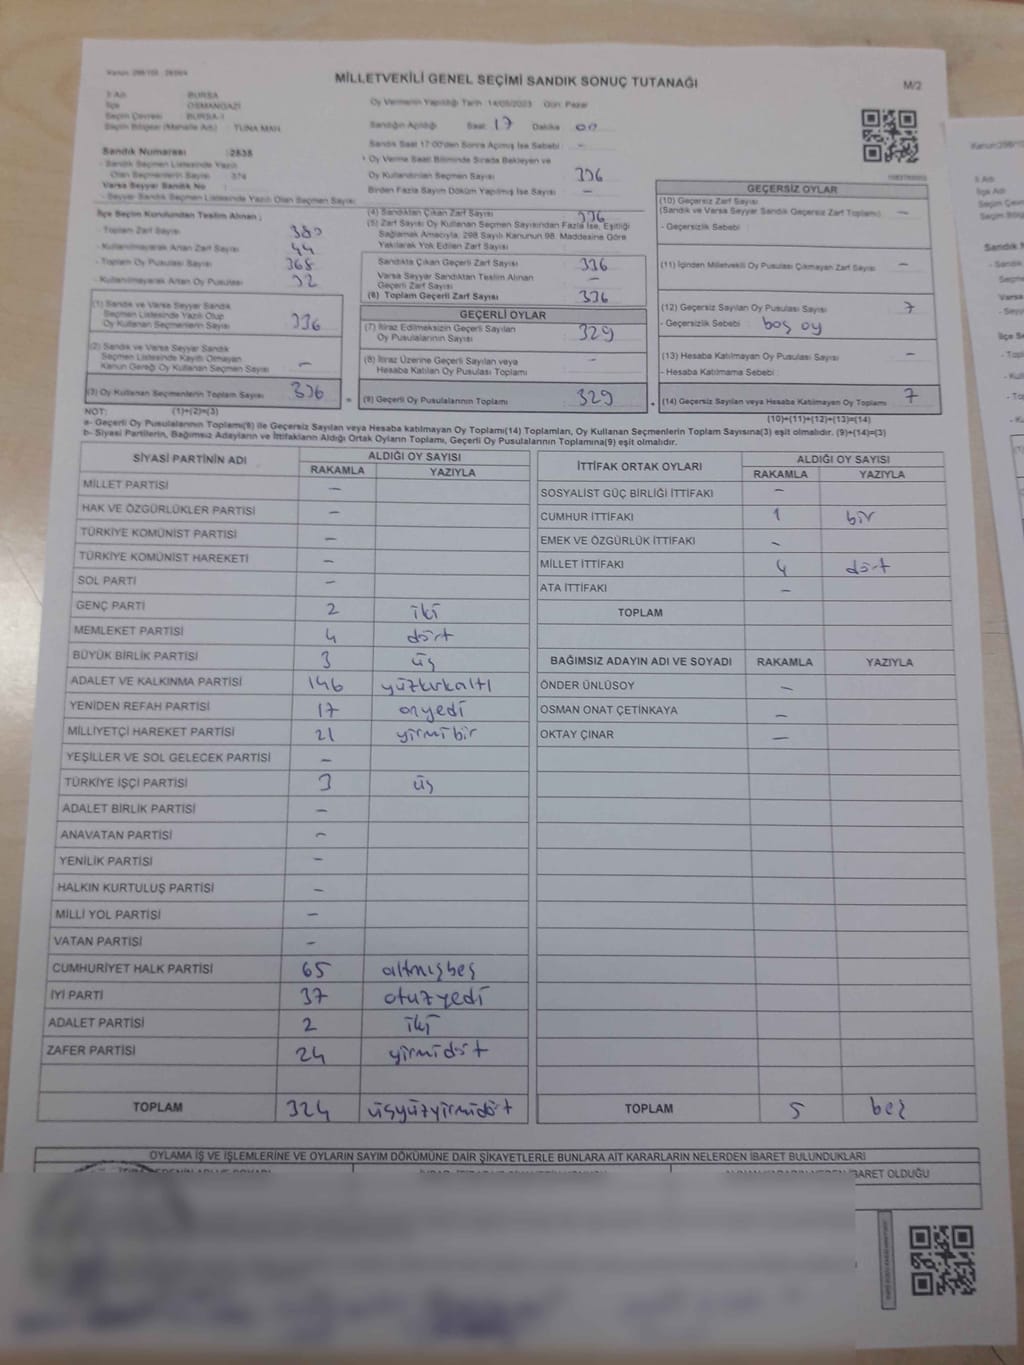 Kanun: 298/105
MİLLETVEKİLİ GENEL SEÇİMİ SANDIK SONUÇ TUTANAĞI
M/2
İl Adı : BURSA
İlçe : OSMANGAZİ
Seçim Çevresi : BURSA-1
Seçim Bölgesi (Mahalle Adı) : TUNA MAH.
Oy Vermenin Yapıldığı Tarih :14/05/2023 Gün: Pazar
Sandığın Açıldığı Saat: 17 Dakika: 00
Sandık Saat 17:00'den Sonra Açılmış İse Sebebi : -
Sandık Numarası
- Sandık Seçmen Listesinde Yazılı
Olan Seçmenlerin Sayısı : 374
Varsa Seyyar Sandık No :
- Seyyar Sandık Seçmen Listesinde Yazılı Olan Seçmen Sayısı :
Oy Verme Saati Bitiminde Sırada Bekleyen ve
Oy Kullandırılan Seçmen Sayısı 336
Birden Fazla Sayım Döküm Yapılmış İse Sayısı —
İlçe Seçim Kurulundan Teslim Alınan ;
- Toplam Zarf Sayısı 380
- Kullanılmayarak Artan Zarf Sayısı 44
- Toplam Oy Pusulası Sayısı 368
- Kullanılmayarak Artan Oy Pusulası 32
(1) Sandık ve Varsa Seyyar Sandık
Seçmen Listesinde Yazılı Olup
Oy Kullanan Seçmenlerin Sayısı 336
(2) Sandık ve Varsa Seyyar Sandık
Seçmen Listesinde Kayıtlı Olmayan
Kanun Gereği Oy Kullanan Seçmen Sayısı —
(3) Oy Kullanan Seçmenlerin Toplam Sayısı 336
(4) Sandıktan Çıkan Zarf Sayısı 336
(5) Zarf Sayısı Oy Kullanan Seçmen Sayısından Fazla İse, Eşitliği
Sağlamak Amacıyla, 298 Sayılı Kanunun 98. Maddesine Göre
Yakılarak Yok Edilen Zarf Sayısı
Sandıkta Çıkan Geçerli Zarf Sayısı 336
Varsa Seyyar Sandıktan Teslim Alınan
Geçerli Zarf Sayısı —
(6) Toplam Geçerli Zarf Sayısı 336
GEÇERLİ OYLAR
(7) İtiraz Edilmeksizin Geçerli Sayılan
Oy Pusulalarının Sayısı 329
(8) İtiraz Üzerine Geçerli Sayılan veya
Hesaba Katılan Oy Pusulası Toplamı -
= (9) Geçerli Oy Pusulalarının Toplamı 329 +
GEÇERSİZ OYLAR
(10) Geçersiz Zarf Sayısı
(Sandık ve Varsa Seyyar Sandık Geçersiz Zarf Toplamı) —
- Geçersizlik Sebebi :
(11) İçinden Milletvekili Oy Pusulası Çıkmayan Zarf Sayısı —
(12) Geçersiz Sayılan Oy Pusulası Sayısı 7
- Geçersizlik Sebebi : boş oy
(13) Hesaba Katılmayan Oy Pusulası Sayısı —
- Hesaba Katılmama Sebebi :
(14) Geçersiz Sayılan veya Hesaba Katılmayan Oy Toplamı 7
NOT: (1)+(2)=(3)
(10)+(11)+(12)+(13)=(14)
a- Geçerli Oy Pusulalarının Toplamı(9) ile Geçersiz Sayılan veya Hesaba katılmayan Oy Toplamı(14) Toplamları, Oy Kullanan Seçmenlerin Toplam Sayısına(3) eşit olmalıdır. (9)+(14)=(3)
b- Siyasi Partilerin, Bağımsız Adayların ve İttifakların Aldığı Ortak Oyların Toplamı, Geçerli Oy Pusulalarının Toplamına(9) eşit olmalıdır.
SİYASİ PARTİNİN ADI ALDIĞI OY SAYISI
RAKAMLA YAZIYLA
MİLLET PARTİSİ —
HAK VE ÖZGÜRLÜKLER PARTİSİ —
TÜRKİYE KOMÜNİST PARTİSİ —
TÜRKİYE KOMÜNİST HAREKETİ —
SOL PARTİ —
GENÇ PARTİ 2 iki
MEMLEKET PARTİSİ 4 dört
BÜYÜK BİRLİK PARTİSİ 3 üç
ADALET VE KALKINMA PARTİSİ 146 yüzkırkaltı
YENİDEN REFAH PARTİSİ 17 onyedi
MİLLİYETÇİ HAREKET PARTİSİ 21 yirmibir
YEŞİLLER VE SOL GELECEK PARTİSİ —
TÜRKİYE İŞÇİ PARTİSİ 3 üç
ADALET BİRLİK PARTİSİ —
ANAVATAN PARTİSİ —
YENİLİK PARTİSİ —
HALKIN KURTULUŞ PARTİSİ —
MİLLİ YOL PARTİSİ —
VATAN PARTİSİ —
CUMHURİYET HALK PARTİSİ 65 altmışbeş
İYİ PARTİ 37 otuzyedi
ADALET PARTİSİ 2 iki
ZAFER PARTİSİ 24 yirmidört
TOPLAM 324 üçyüzyirmidört
İTTİFAK ORTAK OYLARI ALDIĞI OY SAYISI
RAKAMLA YAZIYLA
SOSYALİST GÜÇ BİRLİĞİ İTTİFAKI —
CUMHUR İTTİFAKI 1 bir
EMEK VE ÖZGÜRLÜK İTTİFAKI —
MİLLET İTTİFAKI 4 dört
ATA İTTİFAKI —
TOPLAM
BAĞIMSIZ ADAYIN ADI VE SOYADI RAKAMLA YAZIYLA
ÖNDER ÜNLÜSOY —
OSMAN ONAT ÇETİNKAYA —
OKTAY ÇINAR —
TOPLAM 5 beş
OYLAMA İŞ VE İŞLEMLERİNE VE OYLARIN SAYIM DÖKÜMÜNE DAİR ŞİKAYETLERLE BUNLARA AİT KARARLARIN NELERDEN İBARET BULUNDUKLARI
İBARET OLDUĞU